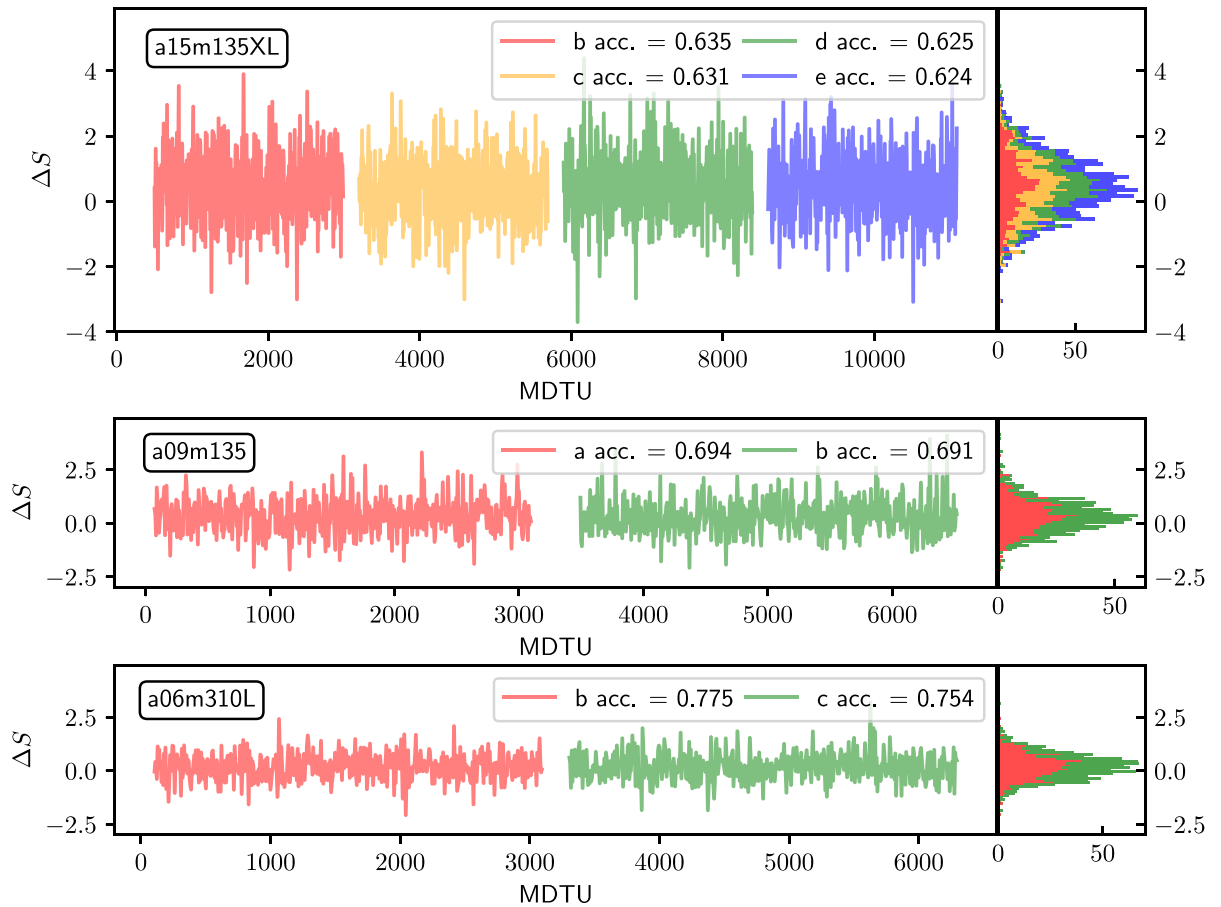 a15m135XL
b acc. = 0.635
d acc. = 0.625
c acc. = 0.631
e acc. = 0.624
4
2
0
−2
−4
ΔS
4
2
0
−2
−4
0 2000 4000 6000 8000 10000
0 50
MDTU
a09m135
a acc. = 0.694
b acc. = 0.691
2.5
0.0
−2.5
ΔS
2.5
0.0
−2.5
0 1000 2000 3000 4000 5000 6000
0 50
MDTU
a06m310L
b acc. = 0.775
c acc. = 0.754
2.5
0.0
−2.5
ΔS
2.5
0.0
−2.5
0 1000 2000 3000 4000 5000 6000
0 50
MDTU